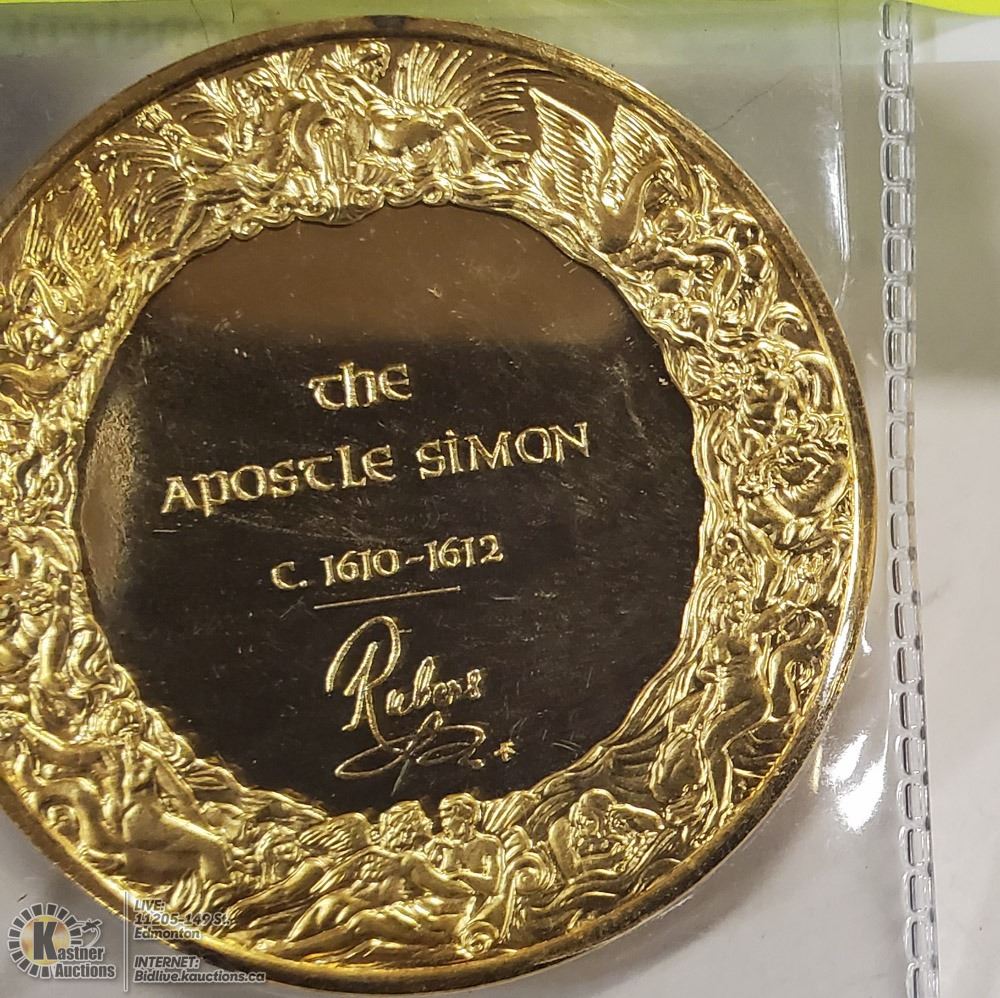 the
Apostle Simon
C. 1610-1612
Rubens
Kastner
Auctions
LIVE:
11205-149 St.,
Edmonton
INTERNET:
Bidlive.kauctions.ca